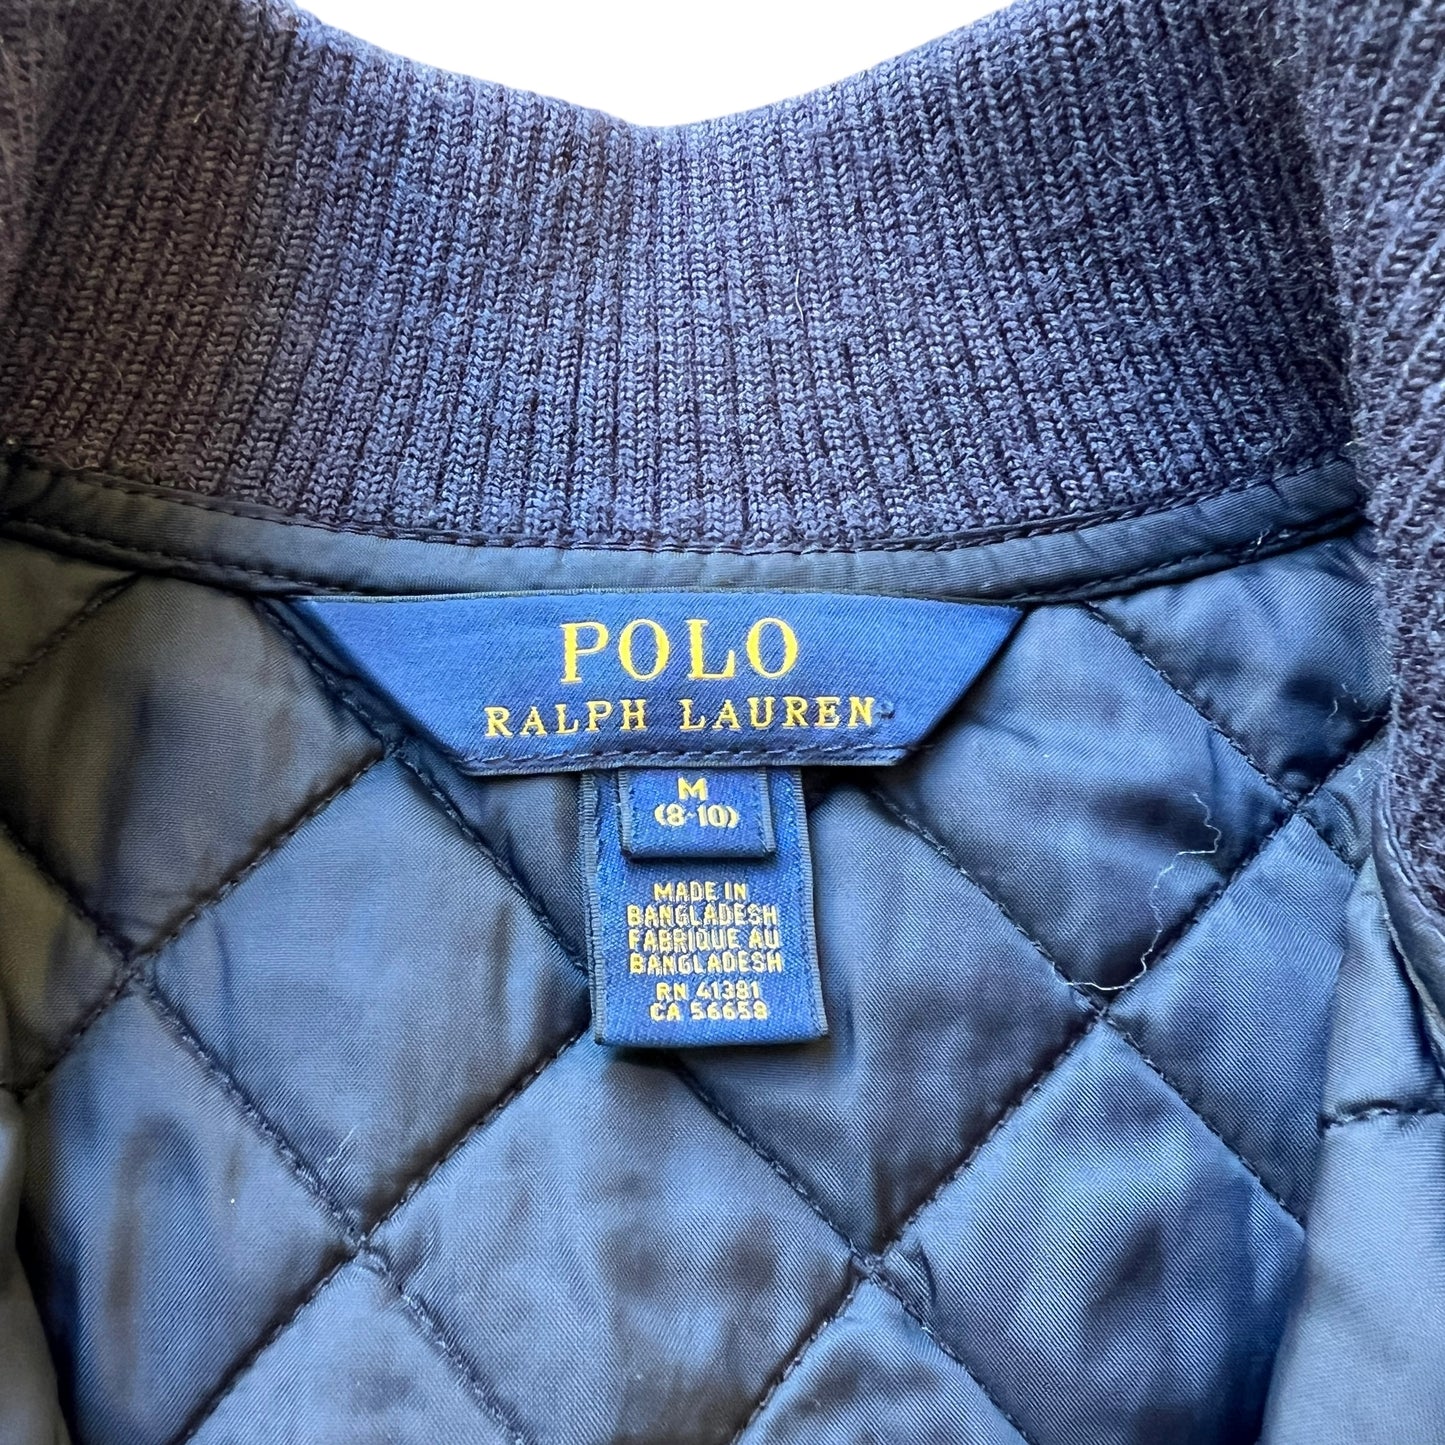 POLO
RALPH LAUREN
M
(8-10)
MADE IN
BANGLADESH
FABRIQUE AU
BANGLADESH
RN 41381
CA 56658